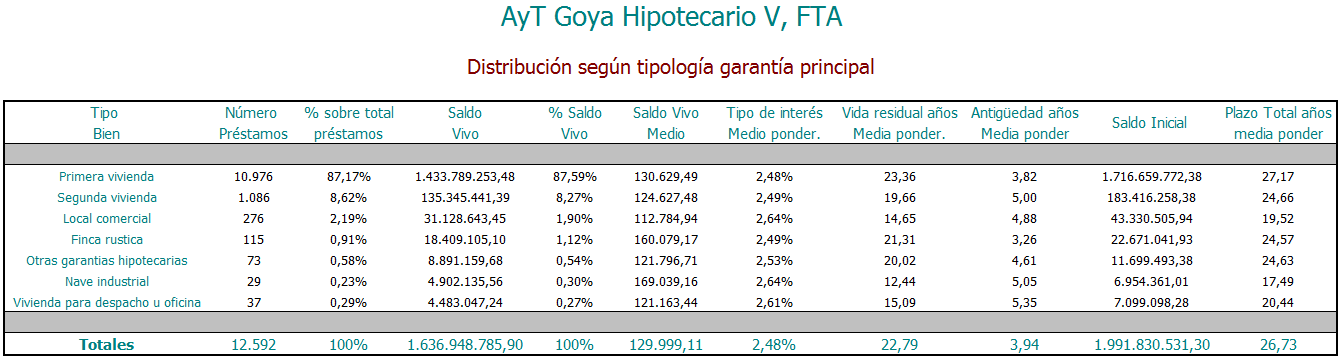 AyT Goya Hipotecario V, FTA
Distribución según tipología garantía principal
Tipo Número % sobre total Saldo % Saldo Saldo Vivo Tipo de interés Vida residual años Antigüedad años Saldo Inicial Plazo Total años
Bien Préstamos préstamos Vivo Vivo Medio Medio ponder. Media ponder. Media ponder media ponder
Primera vivienda 10.976 87,17% 1.433.789.253,48 87,59% 130.629,49 2,48% 23,36 3,82 1.716.659.772,38 27,17
Segunda vivienda 1.086 8,62% 135.345.441,39 8,27% 124.627,48 2,49% 19,66 5,00 183.416.258,38 24,66
Local comercial 276 2,19% 31.128.643,45 1,90% 112.784,94 2,64% 14,65 4,88 43.330.505,94 19,52
Finca rustica 115 0,91% 18.409.105,10 1,12% 160.079,17 2,49% 21,31 3,26 22.671.041,93 24,57
Otras garantias hipotecarias 73 0,58% 8.891.159,68 0,54% 121.796,71 2,53% 20,02 4,61 11.699.493,38 24,63
Nave industrial 29 0,23% 4.902.135,56 0,30% 169.039,16 2,64% 12,44 5,05 6.954.361,01 17,49
Vivienda para despacho u oficina 37 0,29% 4.483.047,24 0,27% 121.163,44 2,61% 15,09 5,35 7.099.098,28 20,44
Totales 12.592 100% 1.636.948.785,90 100% 129.999,11 2,48% 22,79 3,94 1.991.830.531,30 26,73